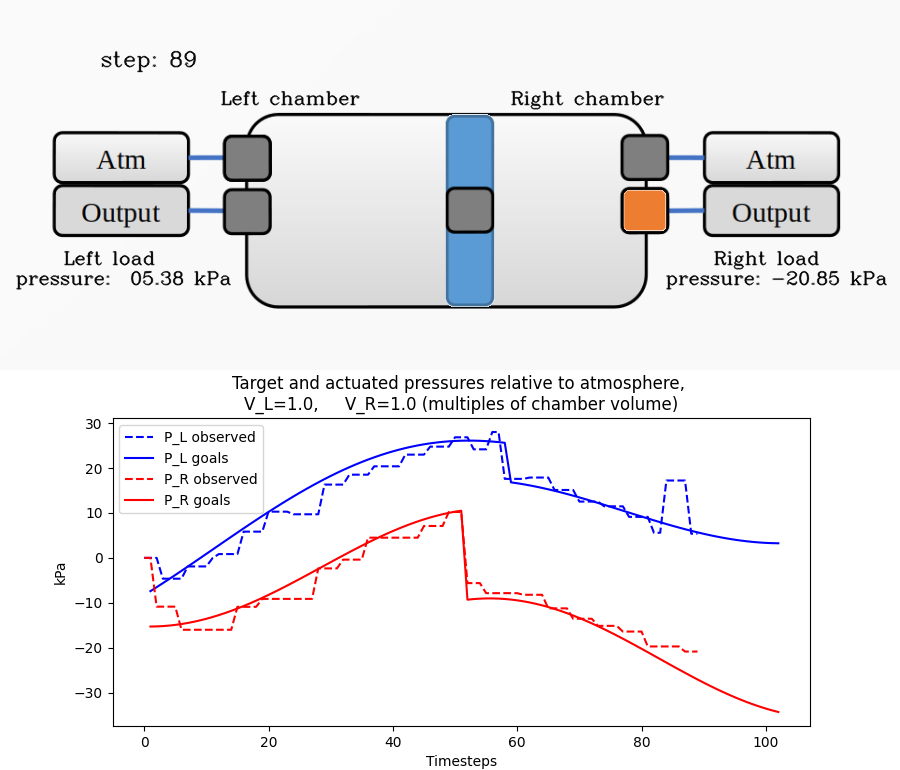 step: 89
Left chamber
Right chamber
Atm
Atm
Output
Output
Left load
pressure: 05.38 kPa
Right load
pressure: −20.85 kPa
Target and actuated pressures relative to atmosphere,
V_L=1.0, V_R=1.0 (multiples of chamber volume)
P_L observed
P_L goals
P_R observed
P_R goals
kPa
30
20
10
0
−10
−20
−30
0 20 40 60 80 100
Timesteps